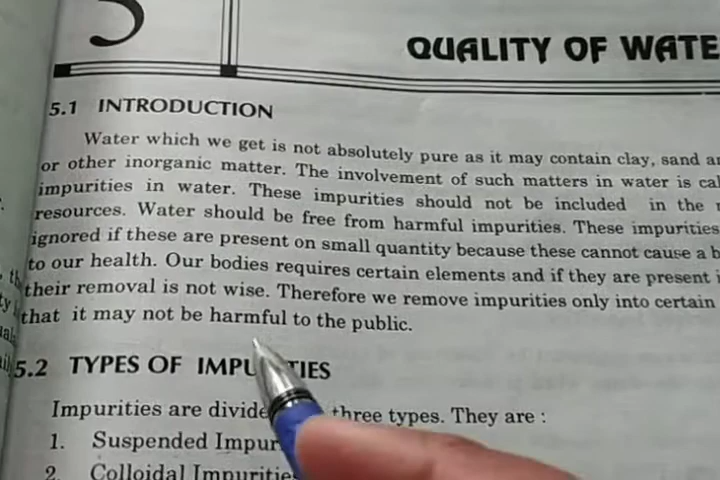 5
QUALITY OF WATE
5.1 INTRODUCTION
Water which we get is not absolutely pure as it may contain clay, sand
or other inorganic matter. The involvement of such matters in water is
impurities in water. These impurities should not be included in the
resources. Water should be free from harmful impurities. These impurities
ignored if these are present on small quantity because these cannot cause a
to our health. Our bodies requires certain elements and if they are present
their removal is not wise. Therefore we remove impurities only into certain
that it may not be harmful to the public.
5.2 TYPES OF
Impurities are three types. They are :
1. Suspended
2. Colloidal